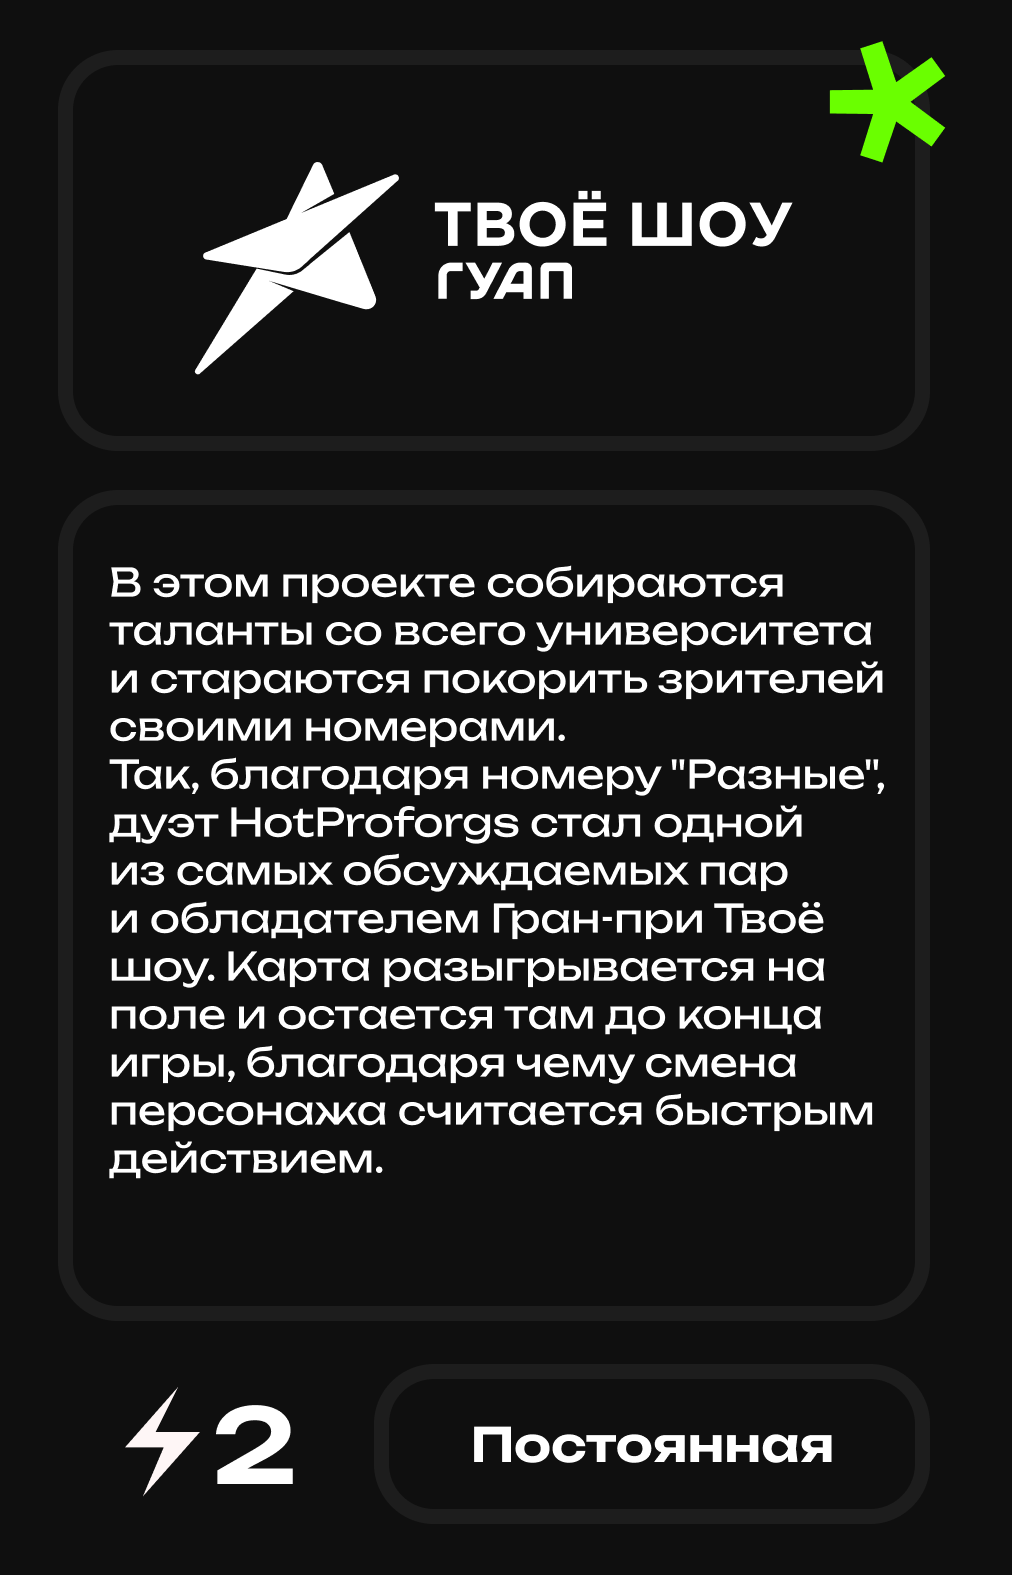 ТВОЁ ШОУ
ГУАП
В этом проекте собираются
таланты со всего университета
и стараются покорить зрителей
своими номерами.
Так, благодаря номеру "Разные",
дуэт HotProforgs стал одной
из самых обсуждаемых пар
и обладателем Гран-при Твоё
шоу. Карта разыгрывается на
поле и остается там до конца
игры, благодаря чему смена
персонажа считается быстрым
действием.
2
Постоянная